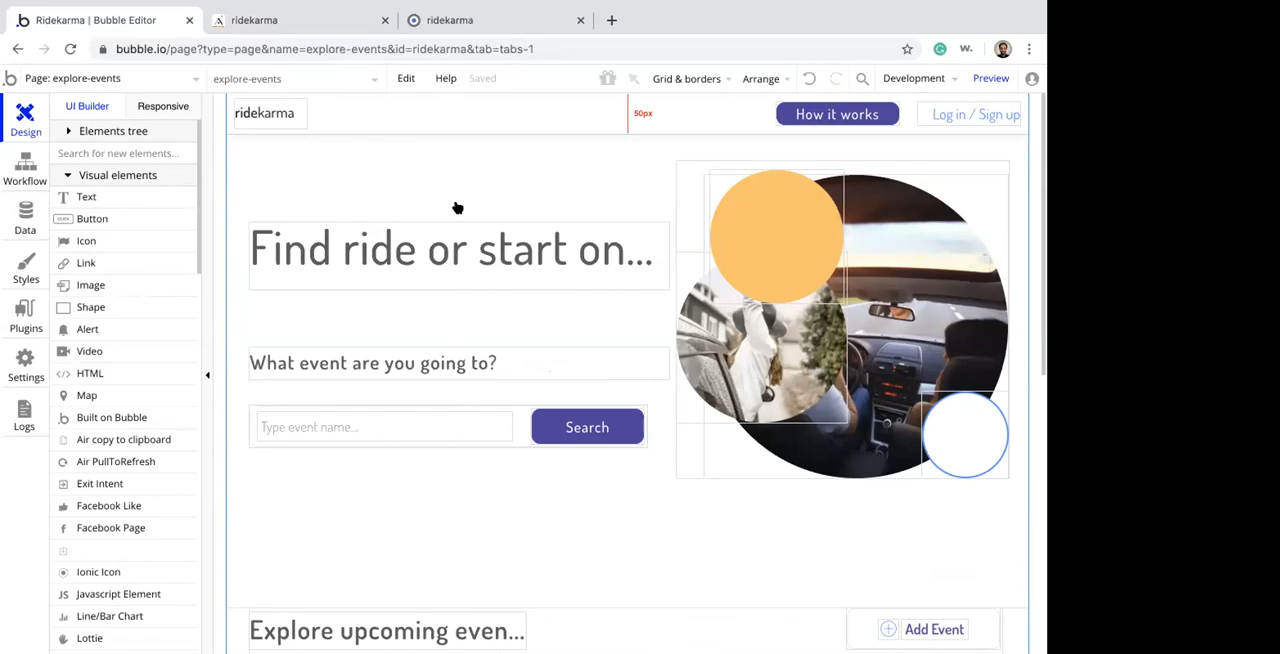 Ridekarma | Bubble Editor
ridekarma
ridekarma
bubble.io/page?type=page&name=explore-events&id=ridekarma&tab=tabs-1
Page: explore-events
explore-events
Edit
Help
Saved
Grid & borders
Arrange
Development
Preview
Design
Workflow
Data
Styles
Plugins
Settings
Logs
UI Builder
Responsive
Elements tree
Search for new elements...
Visual elements
Text
CLICK
Button
Icon
Link
Image
Shape
Alert
Video
HTML
Map
Built on Bubble
Air copy to clipboard
Air PullToRefresh
Exit Intent
Facebook Like
Facebook Page
Ionic Icon
JS Javascript Element
Line/Bar Chart
Lottie
ridekarma
50px
How it works
Log in / Sign up
Find ride or start on...
What event are you going to?
Type event name...
Search
Explore upcoming even...
Add Event